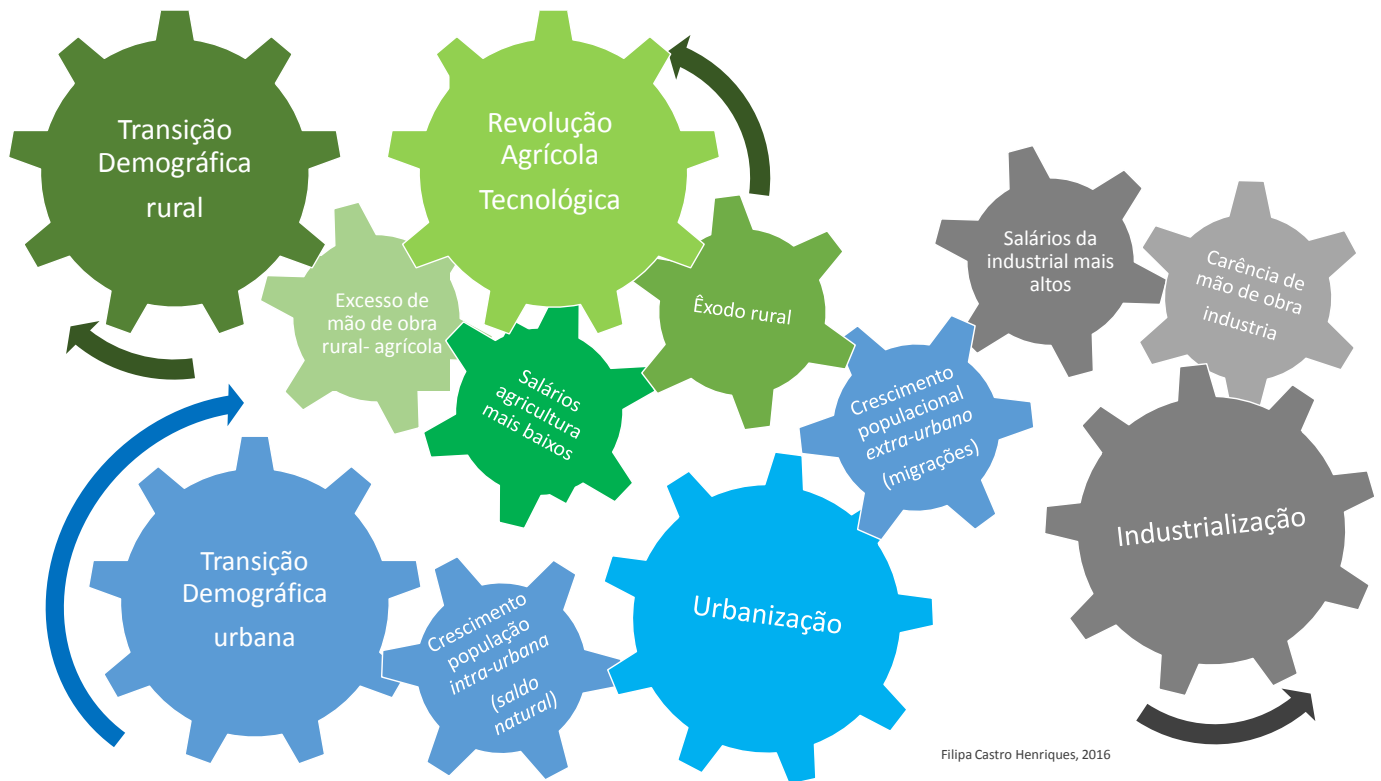 Transição
Demográfica
rural
Revolução
Agrícola
Tecnológica
Excesso de
mão de obra
rural- agrícola
Salários
agricultura
mais baixos
Êxodo rural
Salários da
industrial mais
altos
Carência de
mão de obra
industria
Crescimento
populacional
extra-urbano
(migrações)
Industrialização
Transição
Demográfica
urbana
Crescimento
população
intra-urbana
(saldo
natural)
Urbanização
Filipa Castro Henriques, 2016